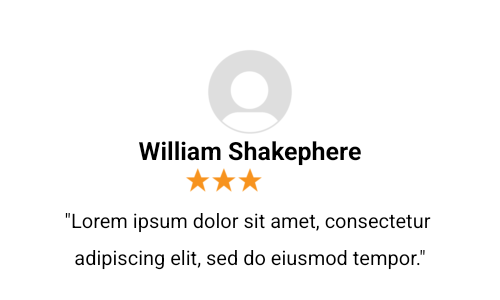 William Shakephere
"Lorem ipsum dolor sit amet, consectetur
adipiscing elit, sed do eiusmod tempor."